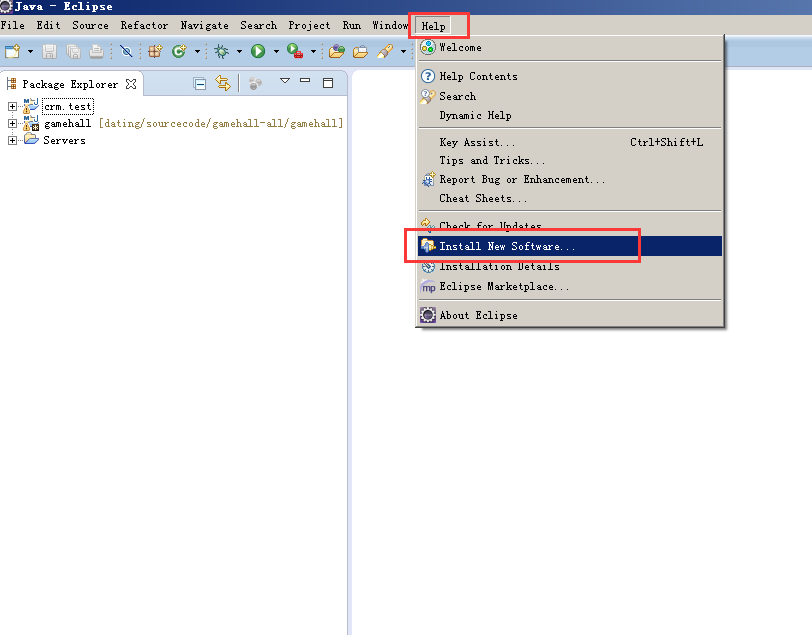 Java - Eclipse
File Edit Source Refactor Navigate Search Project Run Window Help
Package Explorer
crm.test
gamehall [dating/sourcecode/gamehall-all/gamehall]
Servers
Welcome
Help Contents
Search
Dynamic Help
Key Assist... Ctrl+Shift+L
Tips and Tricks...
Report Bug or Enhancement...
Cheat Sheets...
Check for Updates
Install New Software...
Installation Details
Eclipse Marketplace...
About Eclipse